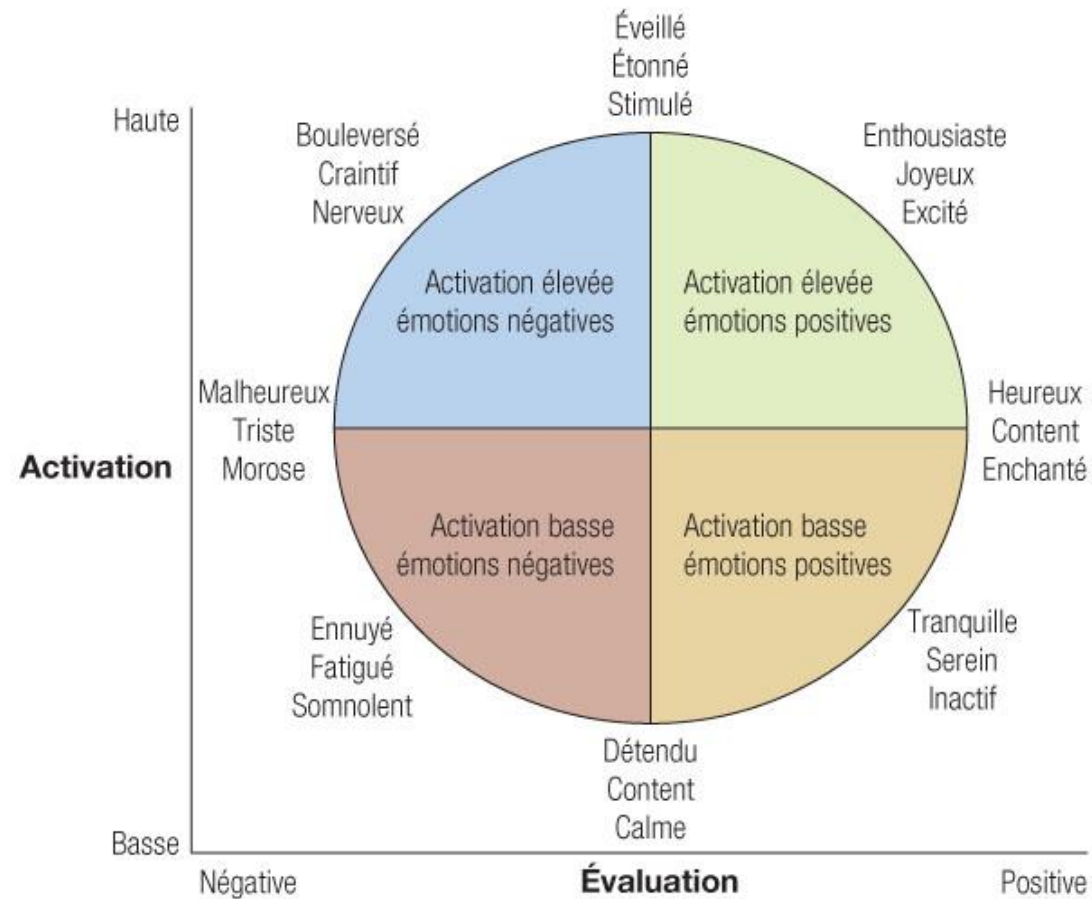 Éveillé
Étonné
Stimulé
Haute
Bouleversé
Craintif
Nerveux
Enthousiaste
Joyeux
Excité
Activation élevée
émotions négatives
Activation élevée
émotions positives
Malheureux
Triste
Morose
Heureux
Content
Enchanté
Activation
Activation basse
émotions négatives
Activation basse
émotions positives
Ennuyé
Fatigué
Somnolent
Tranquille
Serein
Inactif
Détendu
Content
Calme
Basse
Négative
Évaluation
Positive